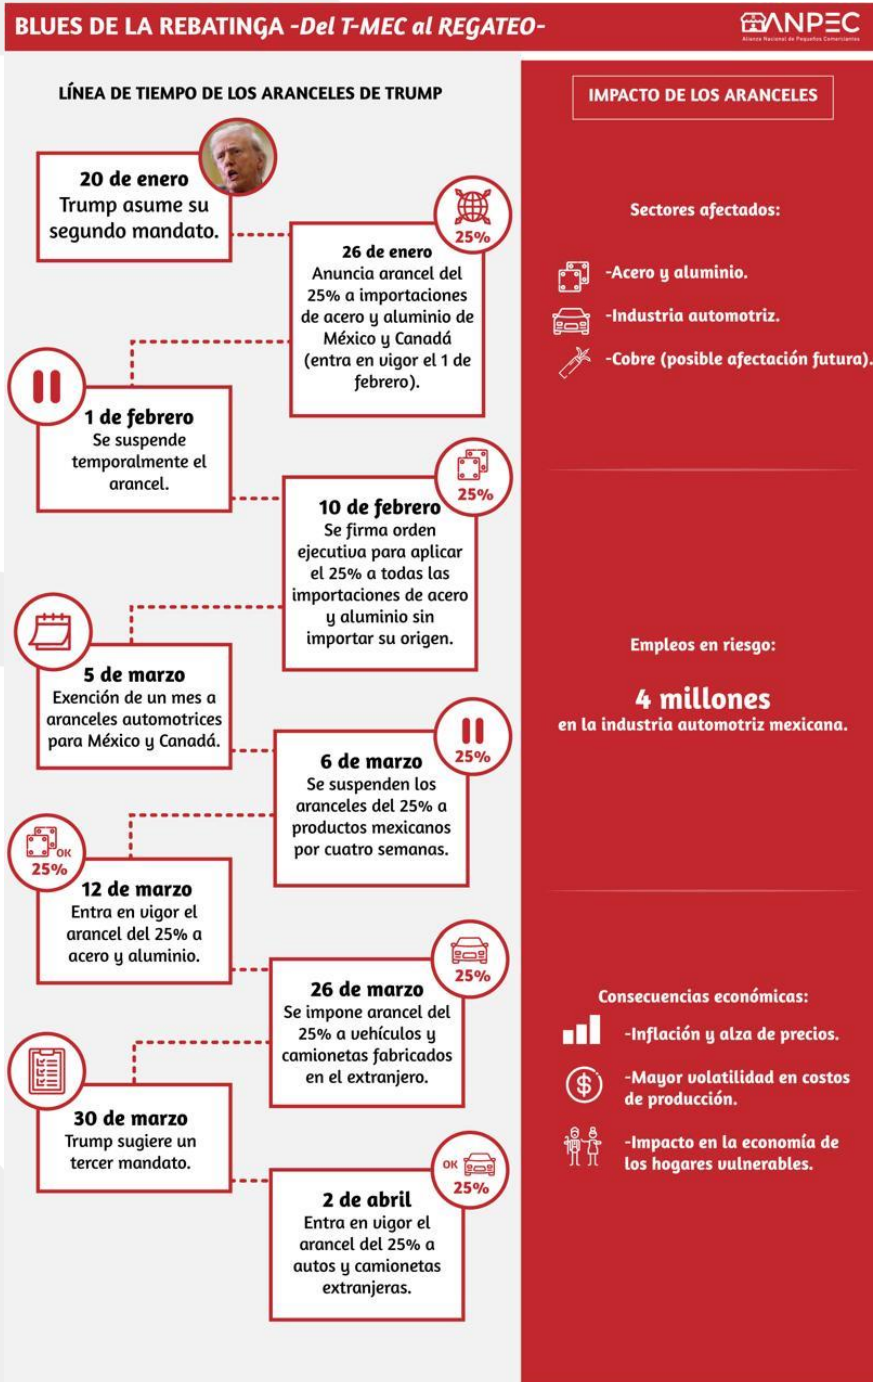 BLUES DE LA REBATINGA -Del T-MEC al REGATEO-
ANPEC
Alianza Nacional de Pequeños Comerciantes
LÍNEA DE TIEMPO DE LOS ARANCELES DE TRUMP
20 de enero
Trump asume su
segundo mandato.
25%
26 de enero
Anuncia arancel del
25% a importaciones
de acero y aluminio de
México y Canadá
(entra en vigor el 1 de
febrero).
1 de febrero
Se suspende
temporalmente el
arancel.
25%
10 de febrero
Se firma orden
ejecutiva para aplicar
el 25% a todas las
importaciones de acero
y aluminio sin
importar su origen.
5 de marzo
Exención de un mes a
aranceles automotrices
para México y Canadá.
25%
6 de marzo
Se suspenden los
aranceles del 25% a
productos mexicanos
por cuatro semanas.
OK
25%
12 de marzo
Entra en vigor el
arancel del 25% a
acero y aluminio.
25%
26 de marzo
Se impone arancel del
25% a vehículos y
camionetas fabricados
en el extranjero.
30 de marzo
Trump sugiere un
tercer mandato.
OK
25%
2 de abril
Entra en vigor el
arancel del 25% a
autos y camionetas
extranjeras.
IMPACTO DE LOS ARANCELES
Sectores afectados:
-Acero y aluminio.
-Industria automotriz.
-Cobre (posible afectación futura).
Empleos en riesgo:
4 millones
en la industria automotriz mexicana.
Consecuencias económicas:
-Inflación y alza de precios.
-Mayor volatilidad en costos
de producción.
-Impacto en la economía de
los hogares vulnerables.